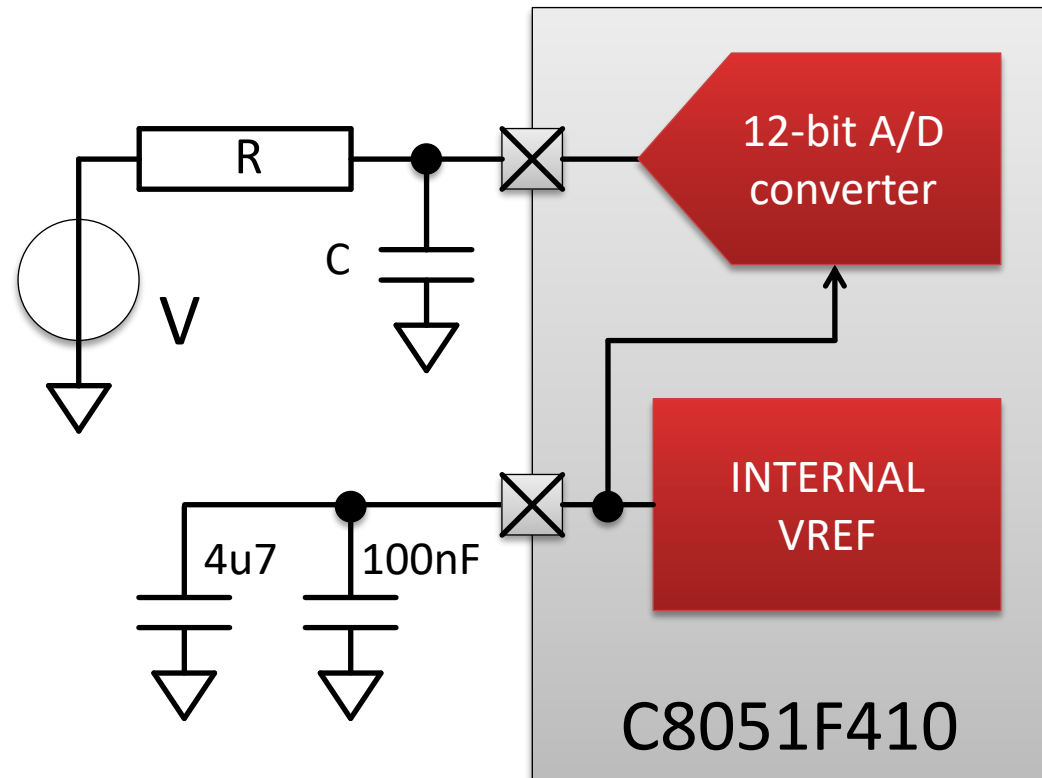 R
12-bit A/D
converter
C
V
INTERNAL
VREF
4u7
100nF
C8051F410